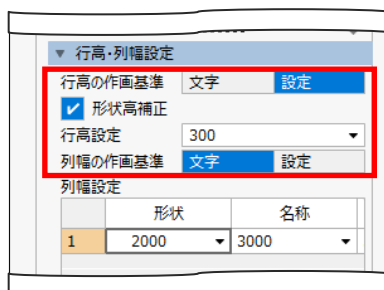 ▼ 行高・列幅設定
行高の作画基準 文字 設定
形状高補正
行高設定 300
列幅の作画基準 文字 設定
列幅設定
形状 名称
1 2000 3000